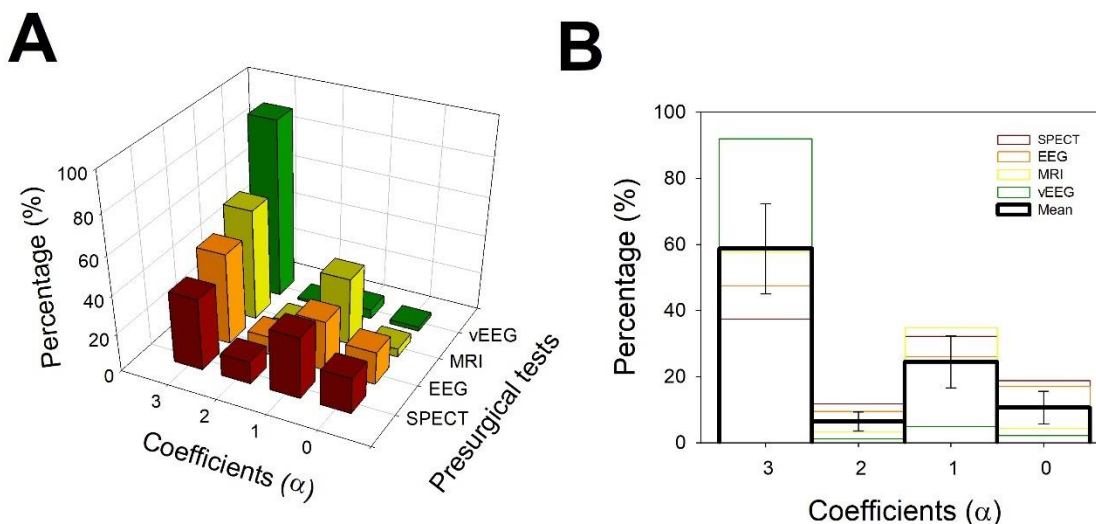 A
Percentage (%)
100
80
60
40
20
0
3
2
1
0
Coefficients (α)
vEEG
MRI
EEG
SPECT
Presurgical tests
B
Percentage (%)
100
80
60
40
20
0
SPECT
EEG
MRI
vEEG
Mean
3 2 1 0
Coefficients (α)